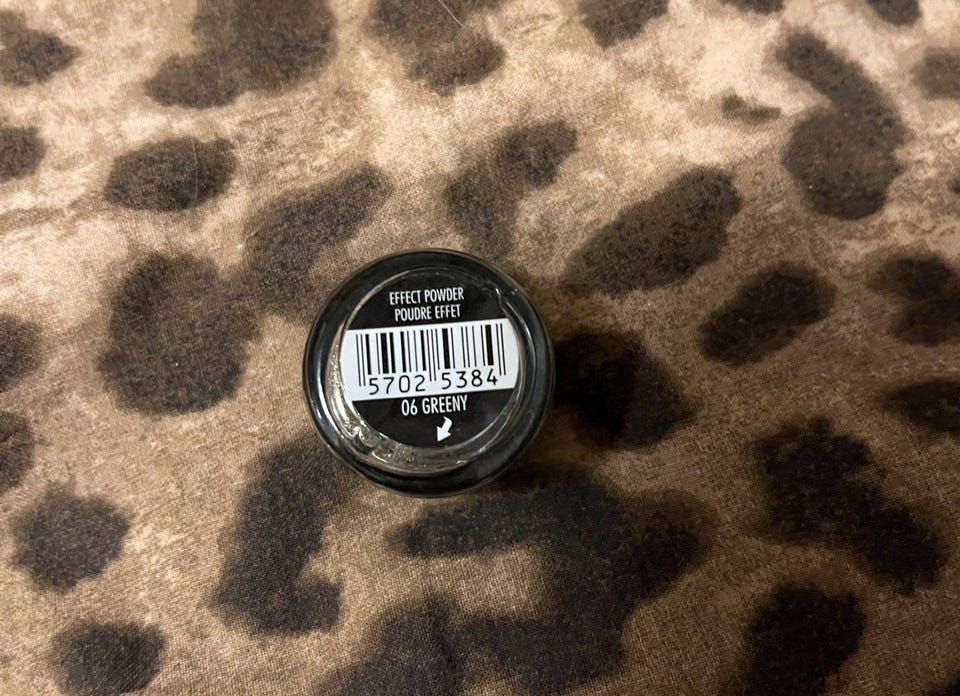 EFFECT POWDER
POUDRE EFFET
5702 5384
06 GREENY